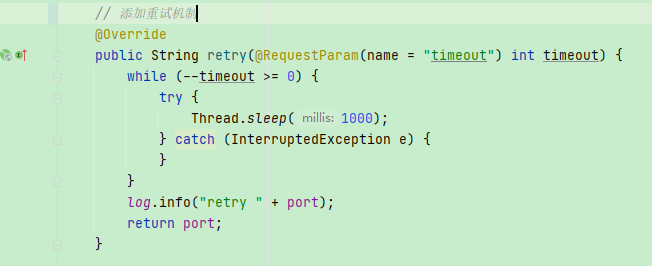 // 添加重试机制
@Override
public String retry(@RequestParam(name = "timeout") int timeout) {
while (--timeout >= 0) {
try {
Thread.sleep( millis: 1000);
} catch (InterruptedException e) {
}
}
log.info("retry " + port);
return port;
}